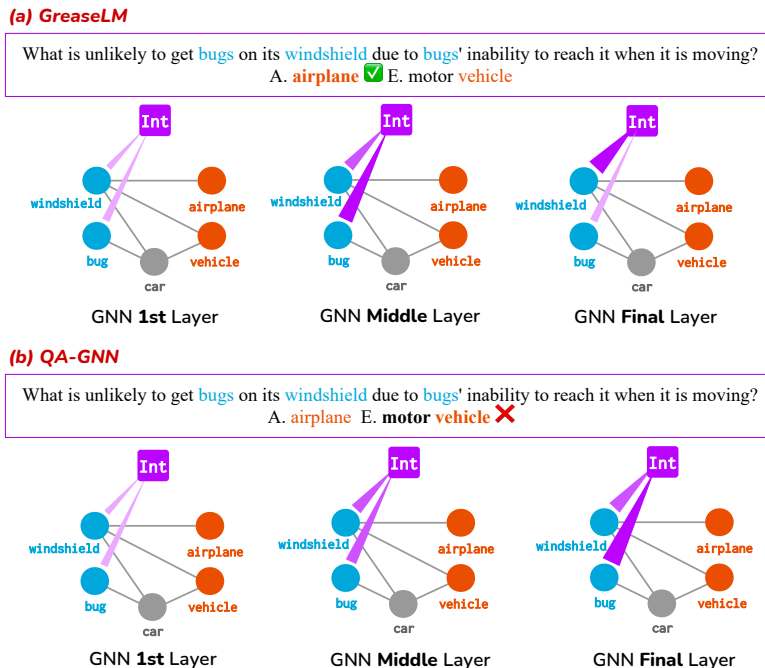 (a) GreaseLM
What is unlikely to get bugs on its windshield due to bugs' inability to reach it when it is moving?
A. airplane ✅ E. motor vehicle
Int Int Int
windshield airplane windshield airplane windshield airplane
bug vehicle bug vehicle bug vehicle
car car car
GNN 1st Layer GNN Middle Layer GNN Final Layer
(b) QA-GNN
What is unlikely to get bugs on its windshield due to bugs' inability to reach it when it is moving?
A. airplane E. motor vehicle ❌
Int Int Int
windshield airplane windshield airplane windshield airplane
bug vehicle bug vehicle bug vehicle
car car car
GNN 1st Layer GNN Middle Layer GNN Final Layer